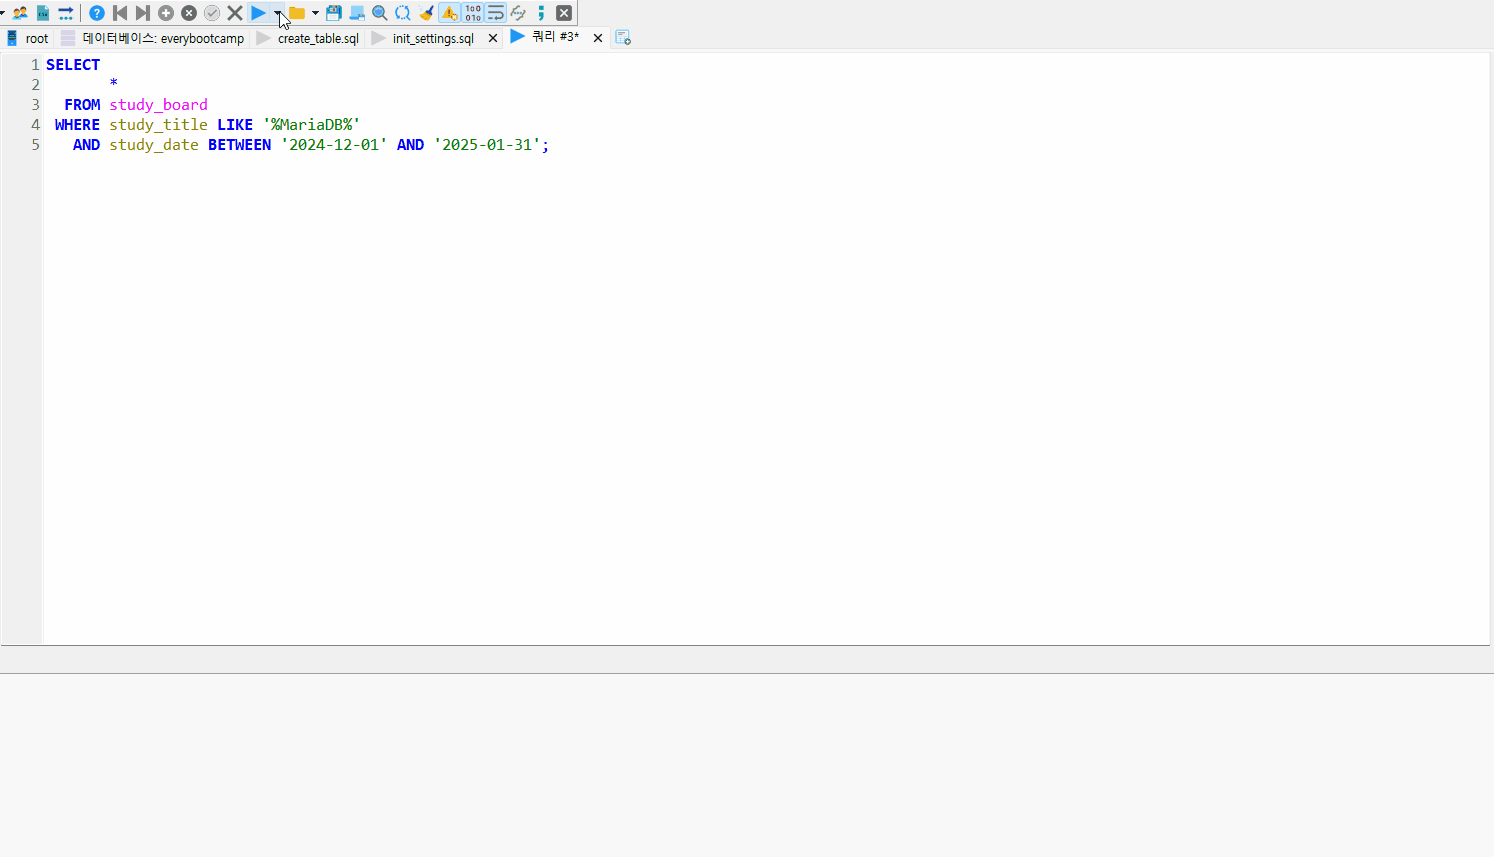 root 데이터베이스: everybootcamp create_table.sql init_settings.sql 쿼리 #3*
1 SELECT
2 *
3 FROM study_board
4 WHERE study_title LIKE '%MariaDB%'
5 AND study_date BETWEEN '2024-12-01' AND '2025-01-31';